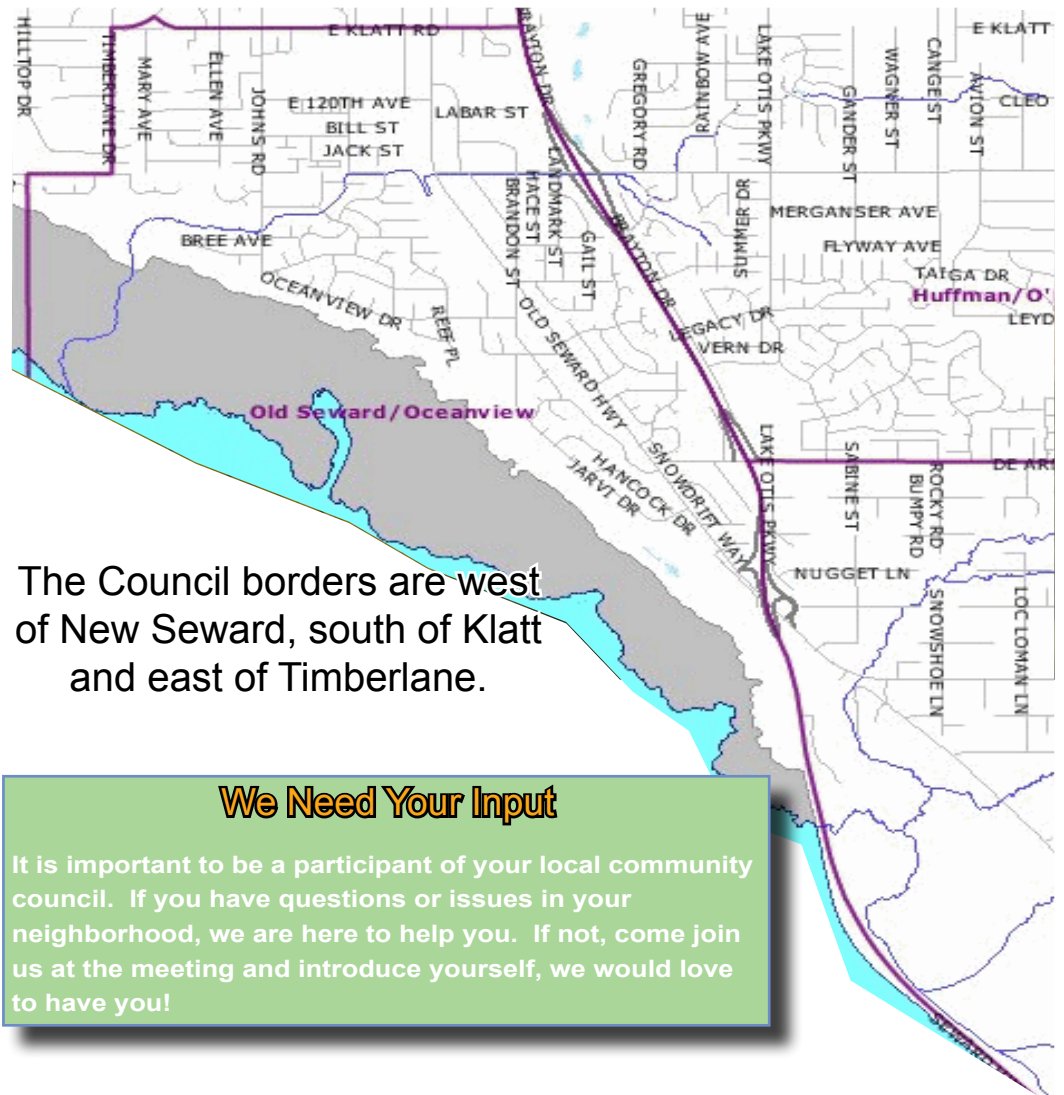 E KLATT RD
BRAYTON DR
E KLATT
HILLTOP DR
TIMBERLANE DR
MARY AVE
ELLEN AVE
JOHNS RD
E 120TH AVE
BILL ST
JACK ST
LABAR ST
GREGORY RD
RAINBOW AVE
LAKE OTIS PKWY
GANDER ST
WAGNER ST
CANGE ST
AVION ST
CLEO
LANDMARK ST
HACE ST
BRANDON ST
GAIL ST
BRAYTON DR
SUMMER DR
MERGANSER AVE
FLYWAY AVE
TAIGA DR
Huffman/O'
LEYD
BREE AVE
OCEANVIEW DR
REEF PL
OLD SEWARD HWY
LEGACY DR
VERN DR
Old Seward/Oceanview
HANCOCK DR
JARVI DR
SNOWDRIFT WAY
LAKE OTIS PKWY
SABINE ST
ROCKY RD
BUMPY RD
DE AR
NUGGET LN
SNOWSHOE LN
LOC LOMAN LN
The Council borders are west
of New Seward, south of Klatt
and east of Timberlane.
We Need Your Input
It is important to be a participant of your local community
council.  If you have questions or issues in your
neighborhood, we are here to help you.  If not, come join
us at the meeting and introduce yourself, we would love
to have you!
SEWARD